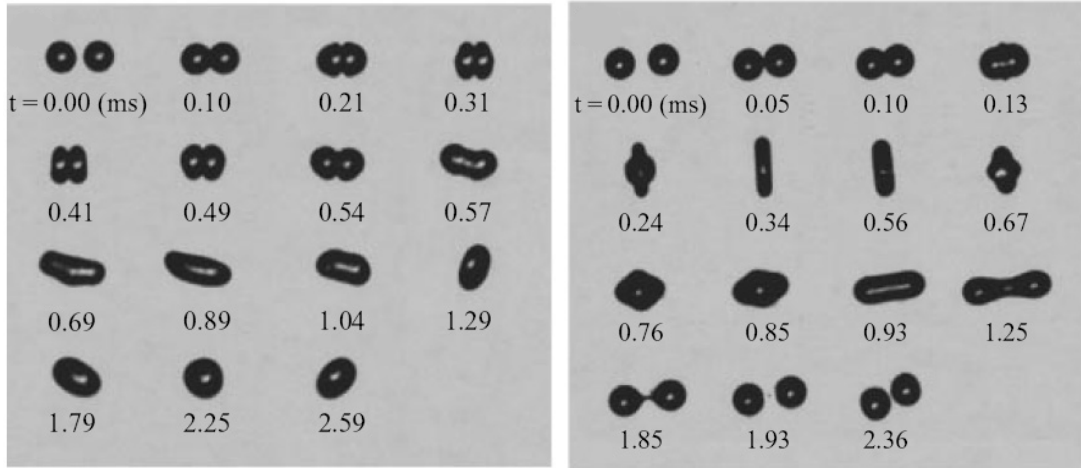 t = 0.00 (ms) 0.10 0.21 0.31
0.41 0.49 0.54 0.57
0.69 0.89 1.04 1.29
1.79 2.25 2.59
t = 0.00 (ms) 0.05 0.10 0.13
0.24 0.34 0.56 0.67
0.76 0.85 0.93 1.25
1.85 1.93 2.36